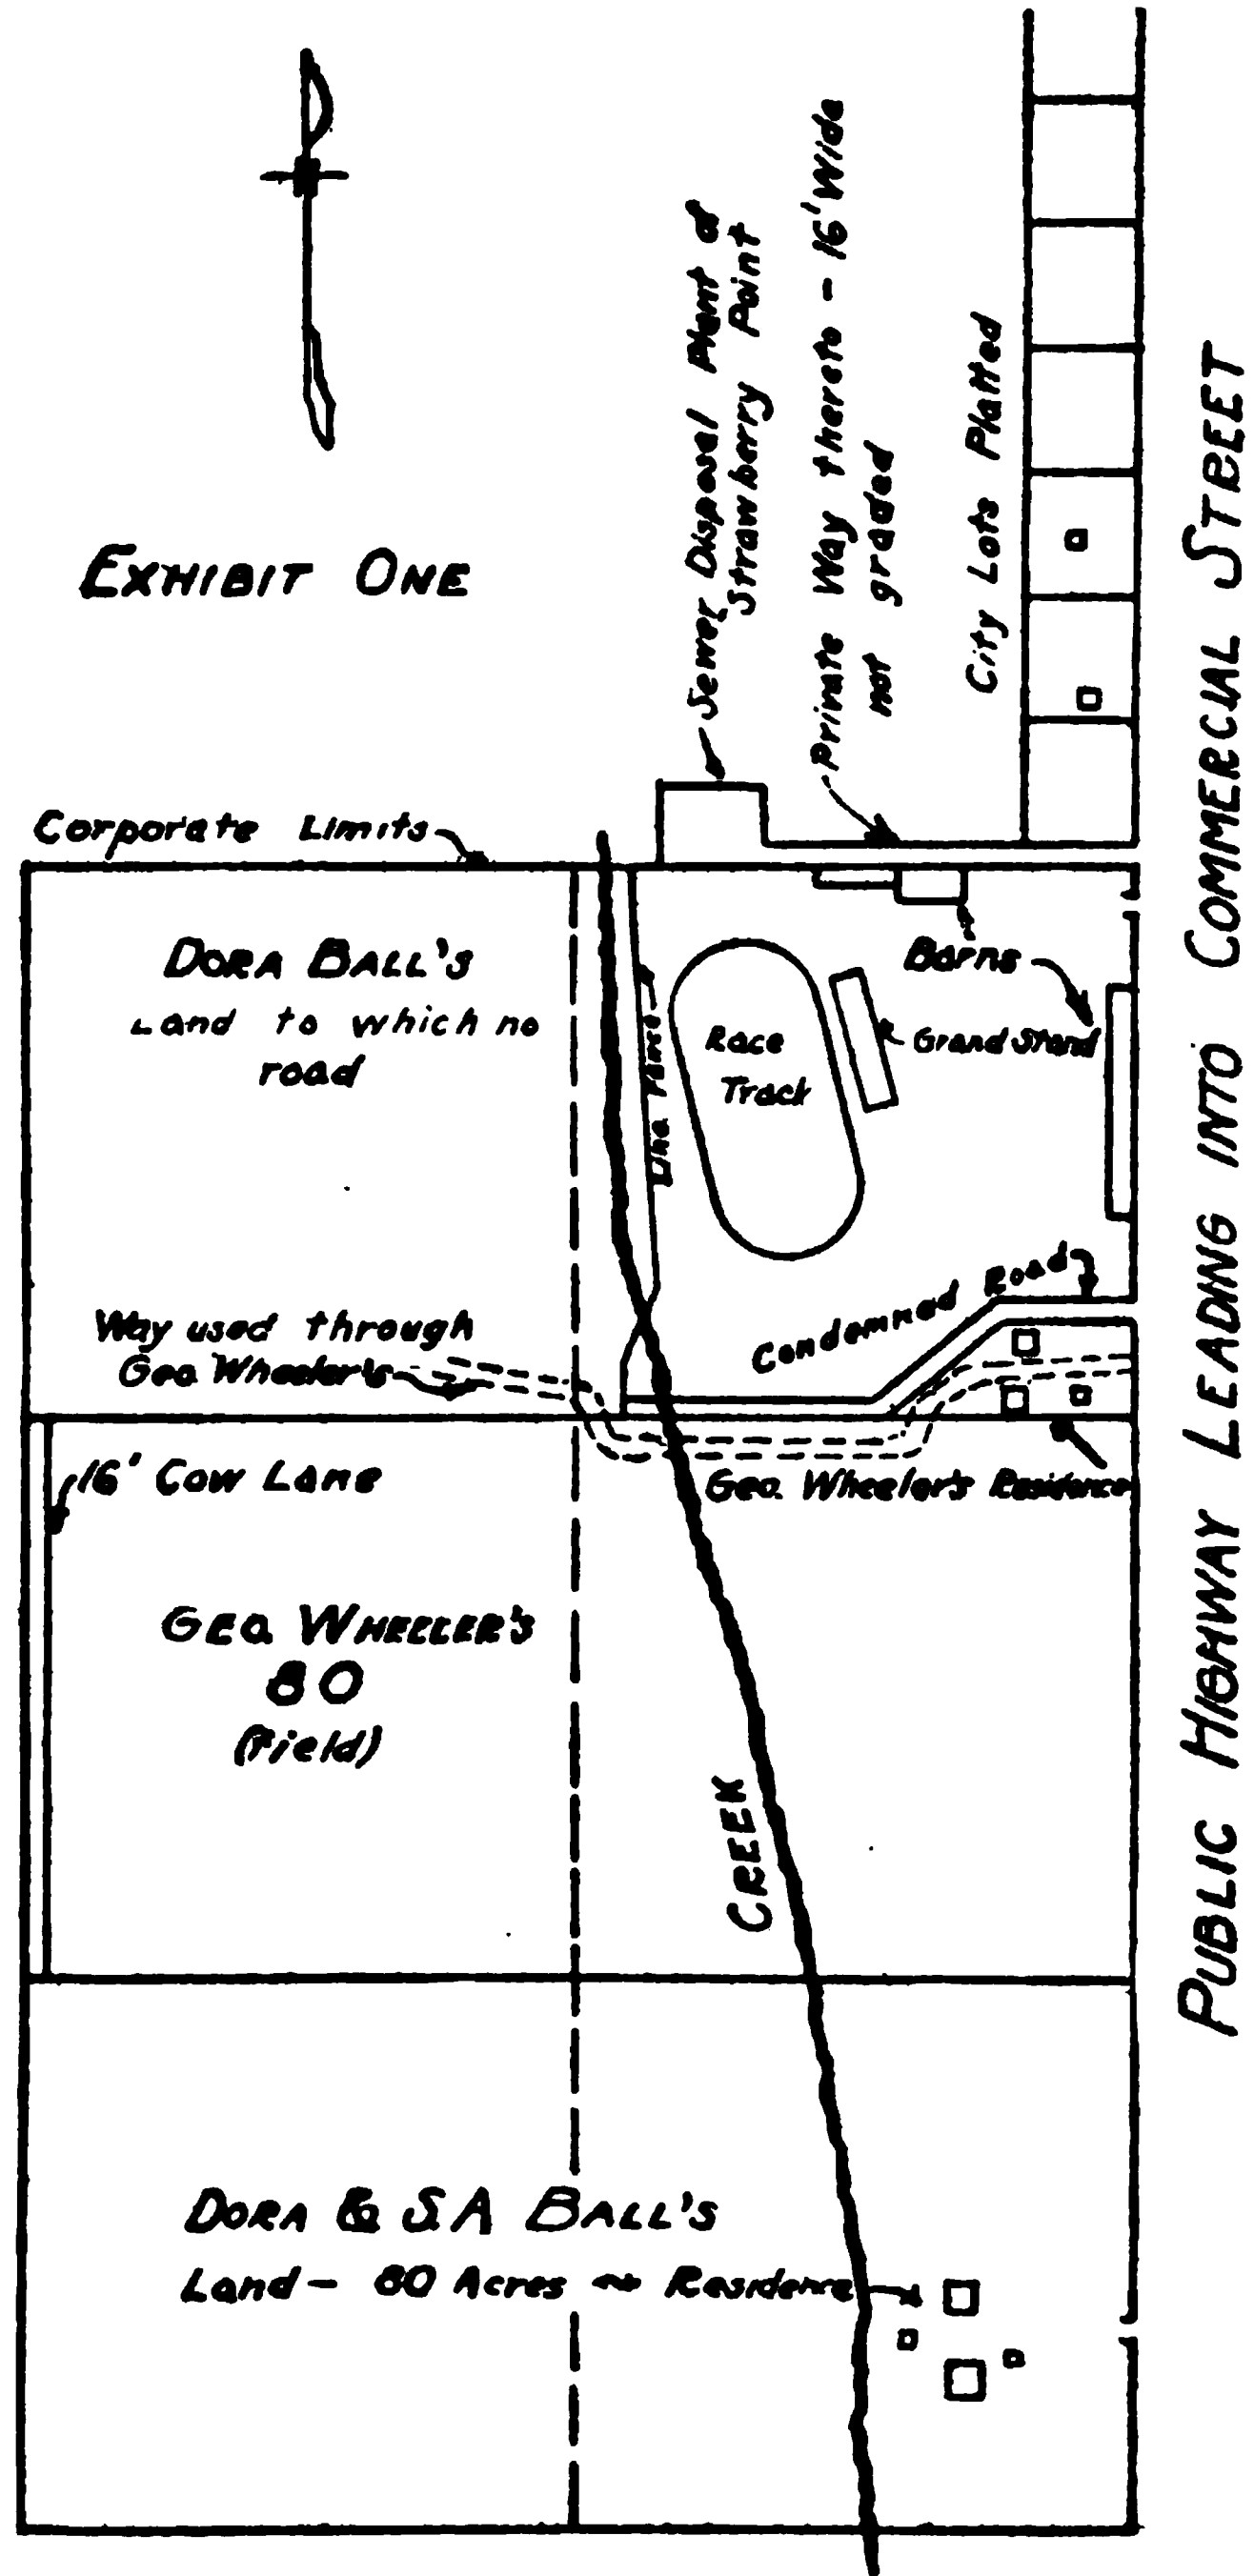 Sewer Disposal Plant of
Strawberry Point
Private Way thereto - 16' Wide
not graded
City Lots Platted
EXHIBIT ONE
PUBLIC HIGHWAY LEADING INTO COMMERCIAL STREET
Corporate Limits
DORA BALL'S
Land to which no
road
Line Fence
Race
Track
Barns
Grand Stand
Condemned Road
Way used through
Geo. Wheeler's
16' Cow Lane
Geo. Wheeler's Residence
GEO. WHEELER'S
80
(Field)
CREEK
DORA & S A BALL'S
Land - 80 Acres Residence